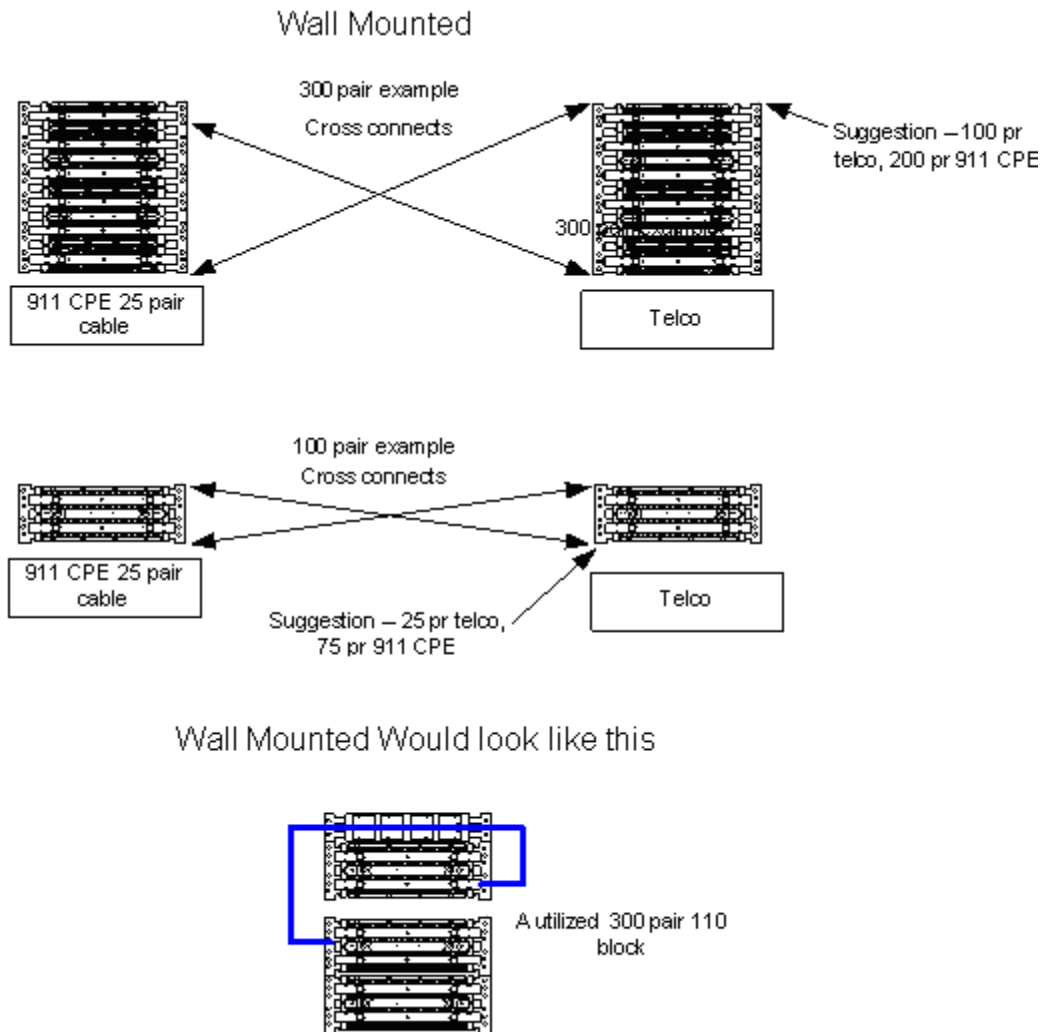 Wall Mounted
300 pair example
Cross connects
Suggestion – 100 pr
telco, 200 pr 911 CPE
300
911 CPE 25 pair
cable
Telco
100 pair example
Cross connects
911 CPE 25 pair
cable
Telco
Suggestion – 25 pr telco,
75 pr 911 CPE
Wall Mounted Would look like this
A utilized 300 pair 110
block